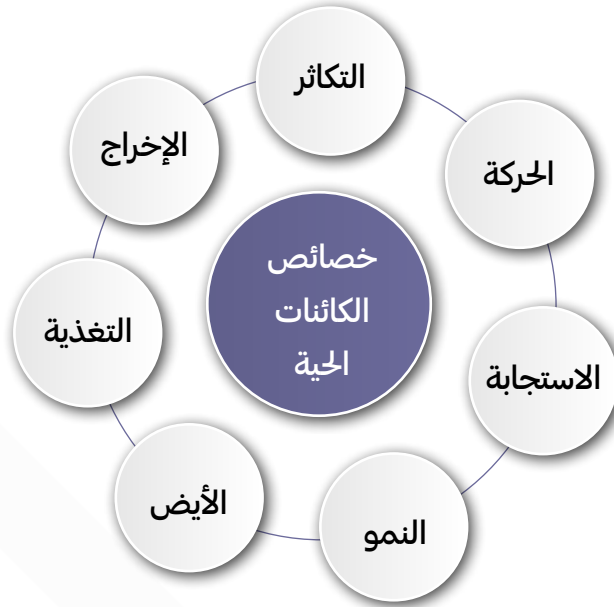 خصائص
الكائنات
الحية
التكاثر
الحركة
الاستجابة
النمو
الأيض
التغذية
الإخراج